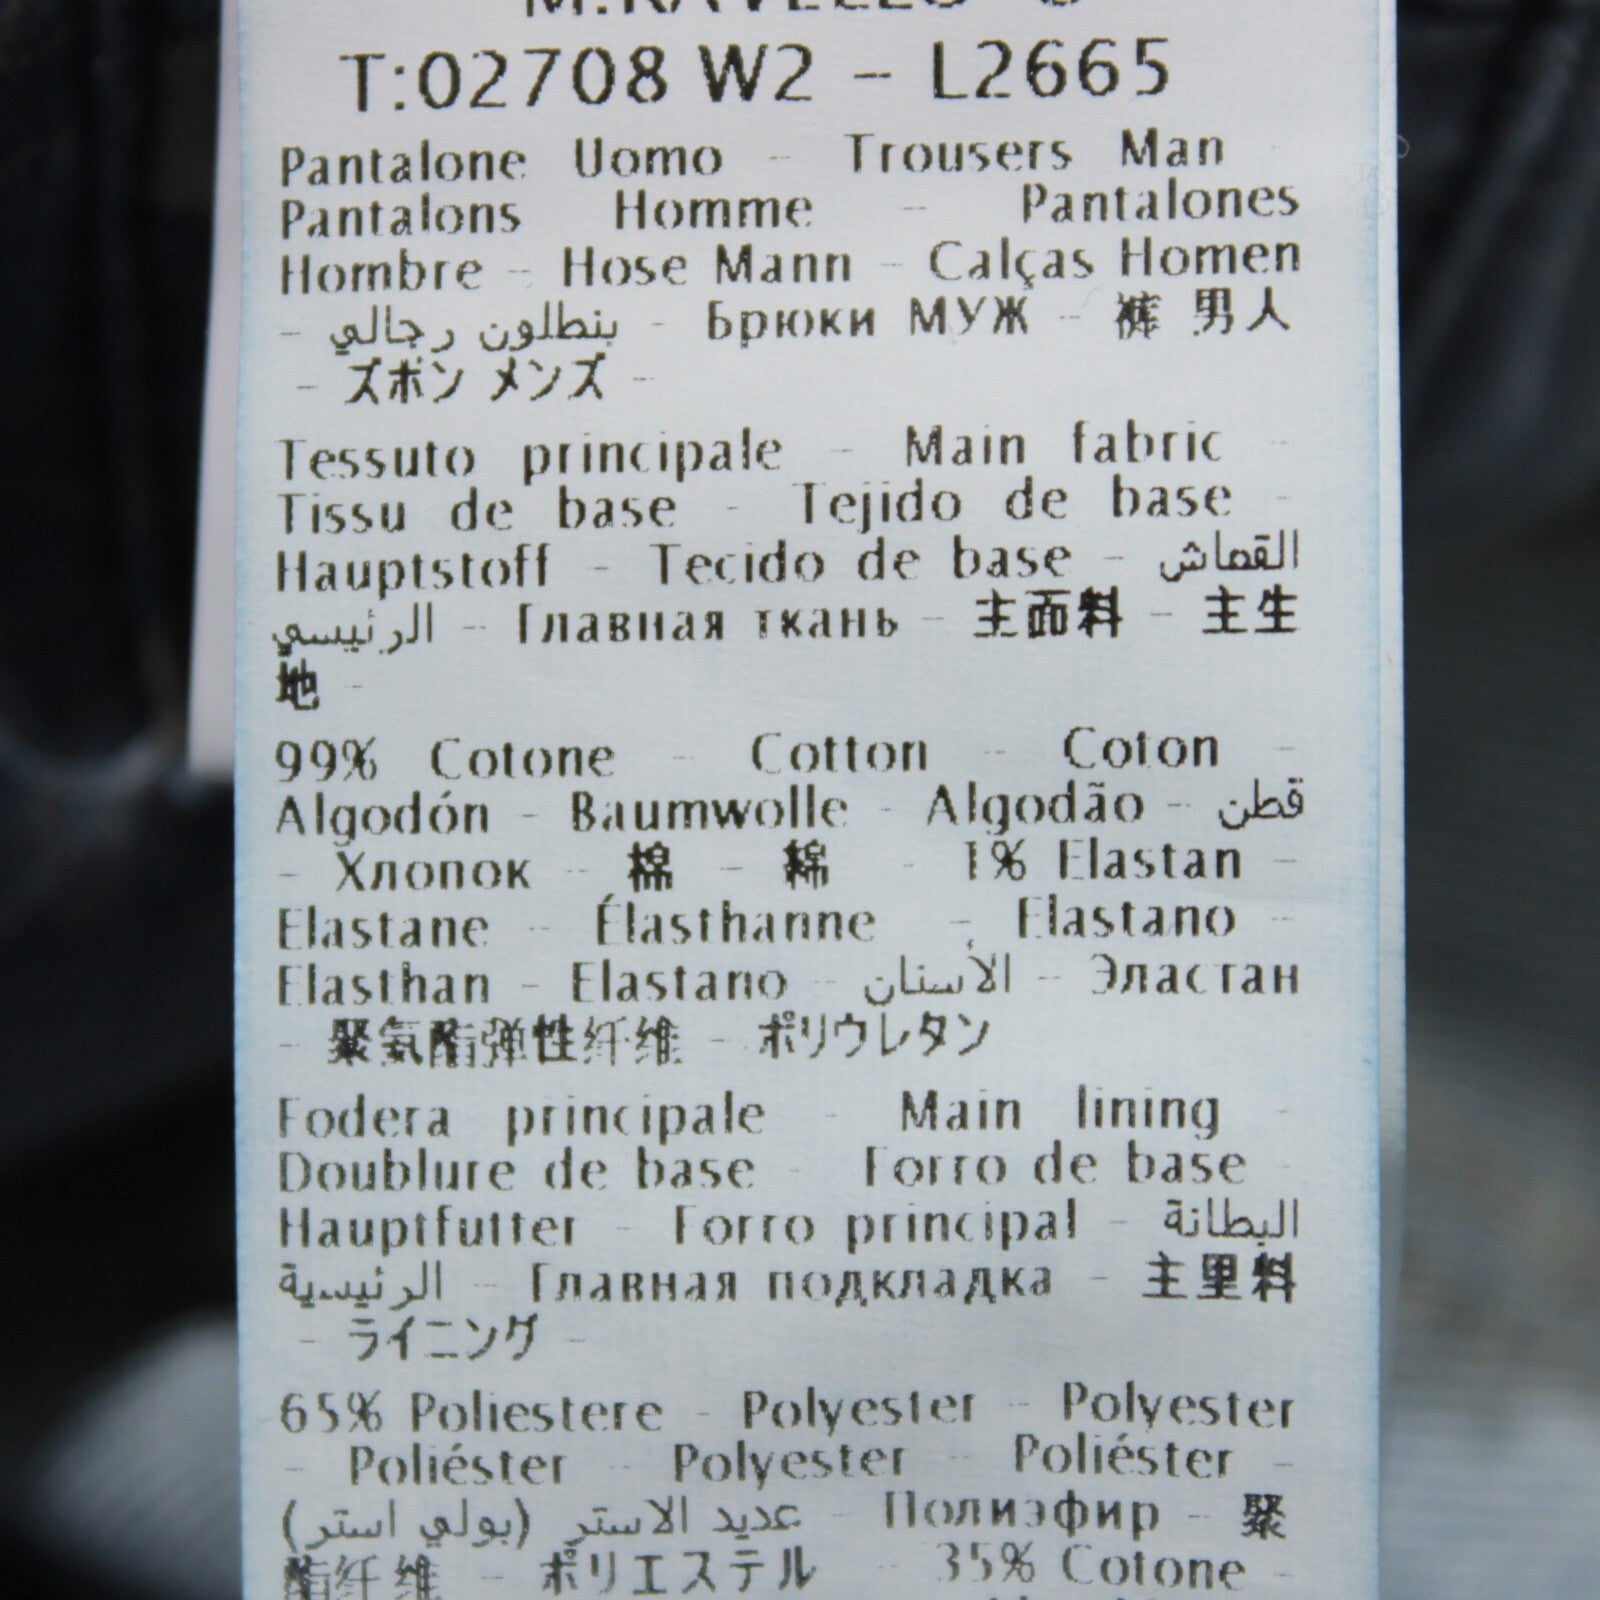 T:02708 W2 - L2665
Pantalone Uomo - Trousers Man
Pantalons Homme - Pantalones
Hombre - Hose Mann - Calças Homen
- بنطلون رجالي - Брюки МУЖ - 裤 男人
- ズボン メンズ -
Tessuto principale - Main fabric -
Tissu de base - Tejido de base -
Hauptstoff - Tecido de base - القماش
الرئيسي - Главная ткань - 主面料 - 主生
地 -
99% Cotone - Cotton - Coton -
Algodón - Baumwolle - Algodão - قطن
- Хлопок - 棉 - 綿 - 1% Elastan -
Elastane - Élasthanne - Elastano -
Elasthan - Elastano - الأسنان - Эластан
- 聚氨酯弹性纤维 - ポリウレタン
Fodera principale - Main lining -
Doublure de base - Forro de base -
Hauptfutter - Forro principal - البطانة
الرئيسية - Главная подкладка - 主里料
- ライニング -
65% Poliestere - Polyester - Polyester
- Poliéster - Polyester - Poliéster -
عديد الاستر (بولي استر) - Полиэфир - 聚
酯纤维 - ポリエステル - 35% Cotone -